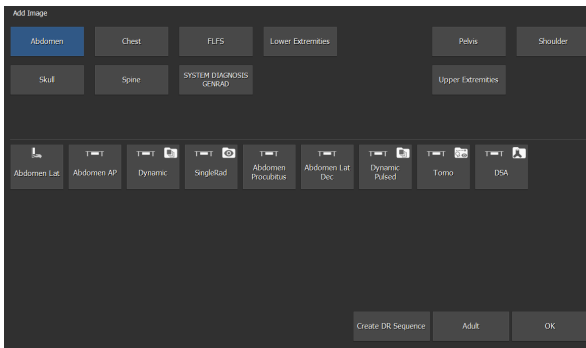 Add Image
Abdomen
Chest
FLFS
Lower Extremities
Pelvis
Shoulder
Skull
Spine
SYSTEM DIAGNOSIS
GENRAD
Upper Extremities
Abdomen Lat
Abdomen AP
Dynamic
SingleRad
Abdomen
Procubitus
Abdomen Lat
Dec
Dynamic
Pulsed
Tomo
DSA
Create DR Sequence
Adult
OK